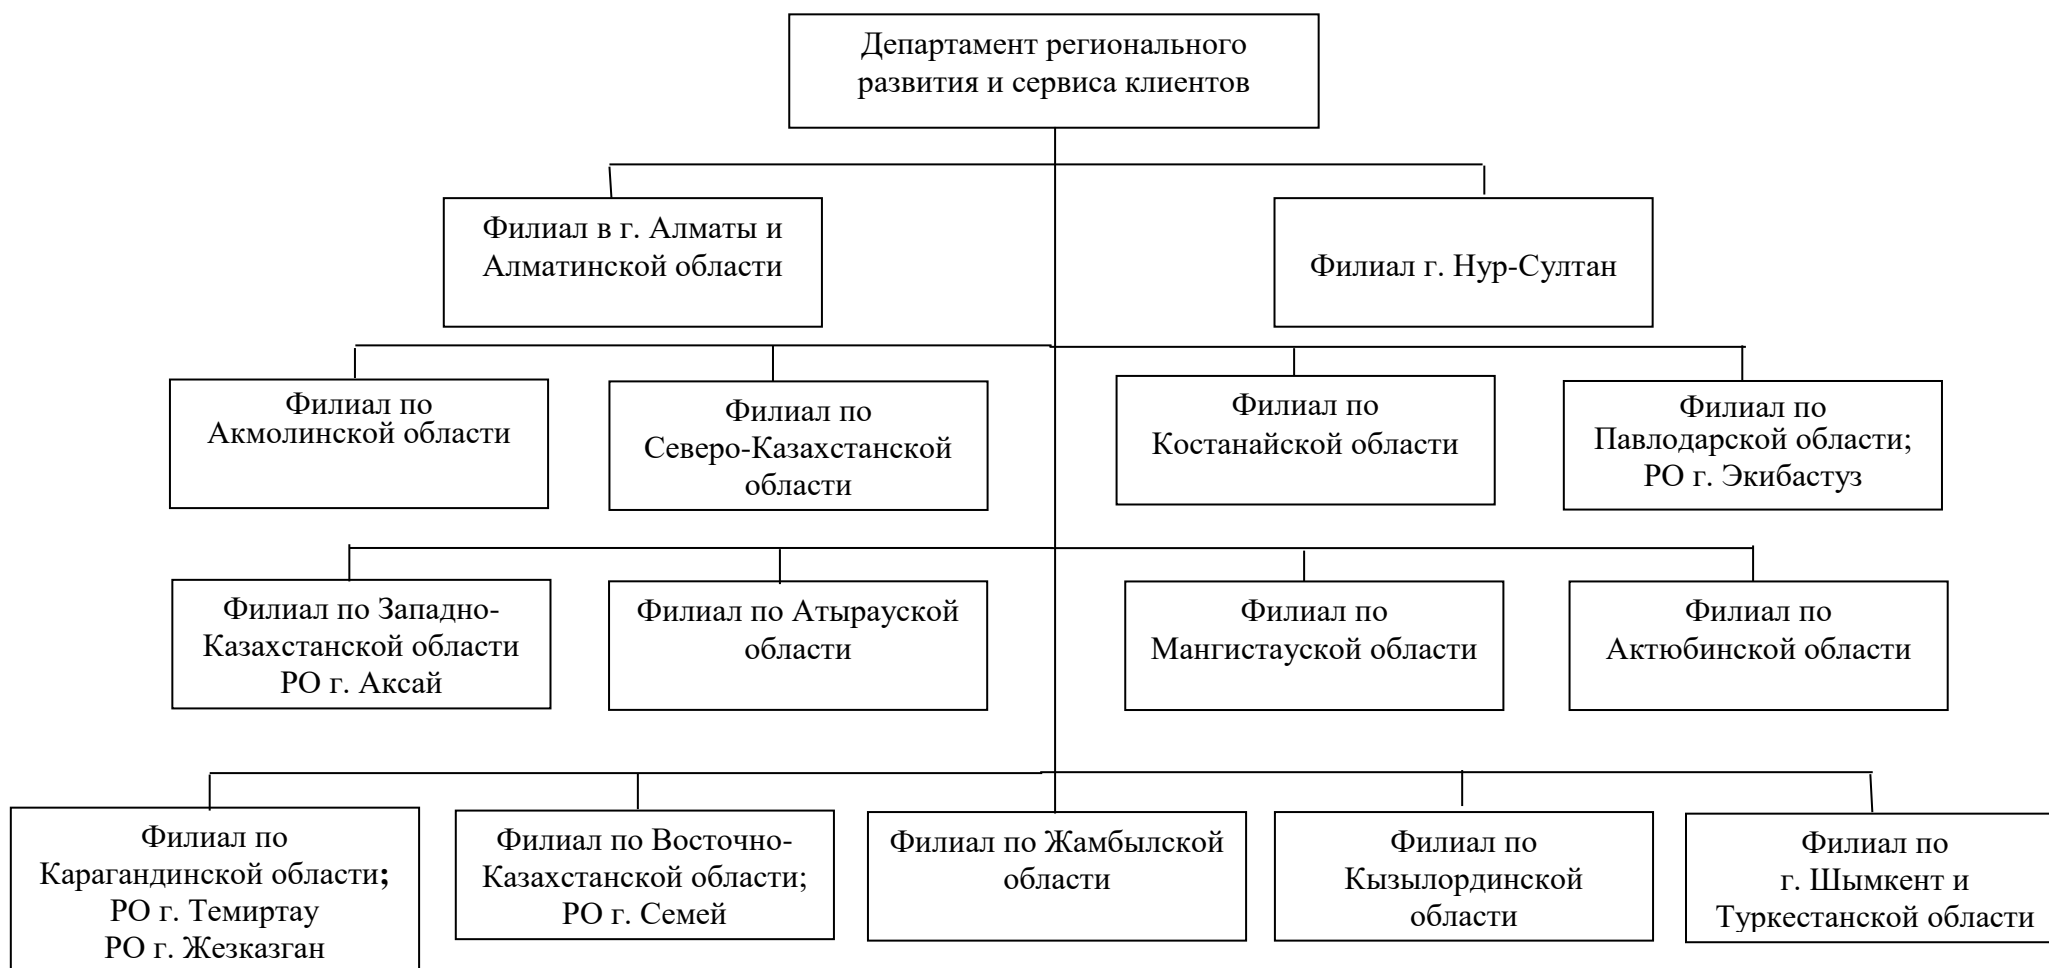 Департамент регионального
развития и сервиса клиентов
Филиал в г. Алматы и
Алматинской области
Филиал г. Нур-Султан
Филиал по
Акмолинской области
Филиал по
Северо-Казахстанской
области
Филиал по
Костанайской области
Филиал по
Павлодарской области;
РО г. Экибастуз
Филиал по Западно-
Казахстанской области
РО г. Аксай
Филиал по Атырауской
области
Филиал по
Мангистауской области
Филиал по
Актюбинской области
Филиал по
Карагандинской области;
РО г. Темиртау
РО г. Жезказган
Филиал по Восточно-
Казахстанской области;
РО г. Семей
Филиал по Жамбылской
области
Филиал по
Кызылординской
области
Филиал по
г. Шымкент и
Туркестанской области